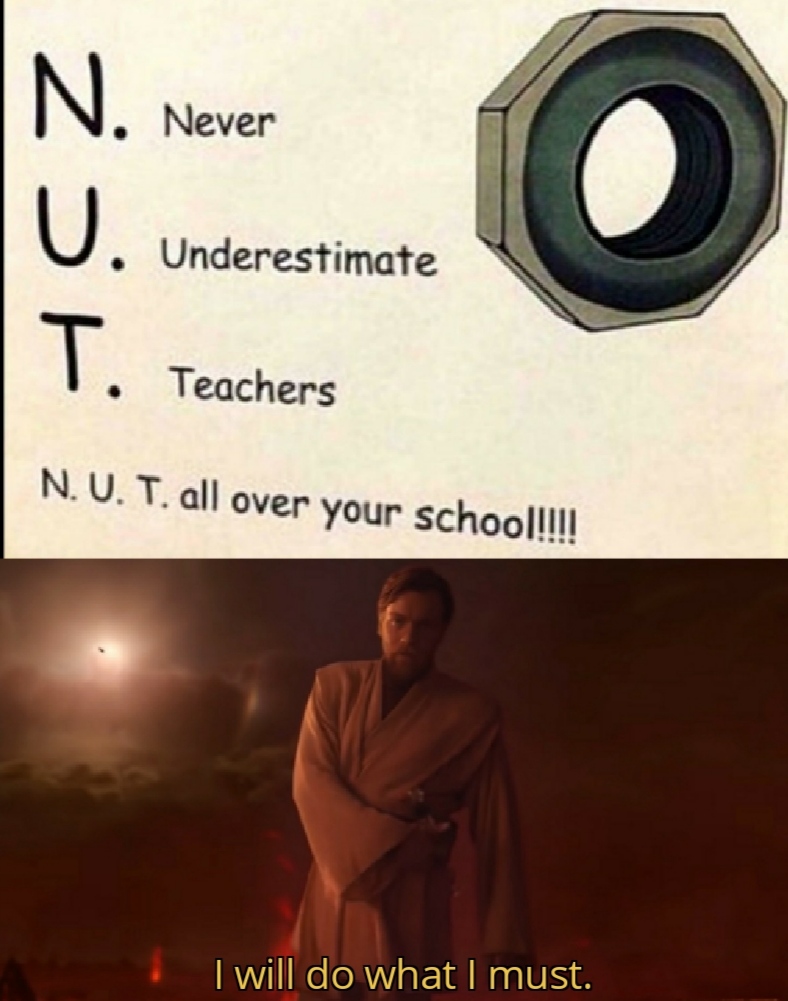 N. Never
U. Underestimate
T. Teachers
N. U. T. all over your school!!!!!
I will do what I must.